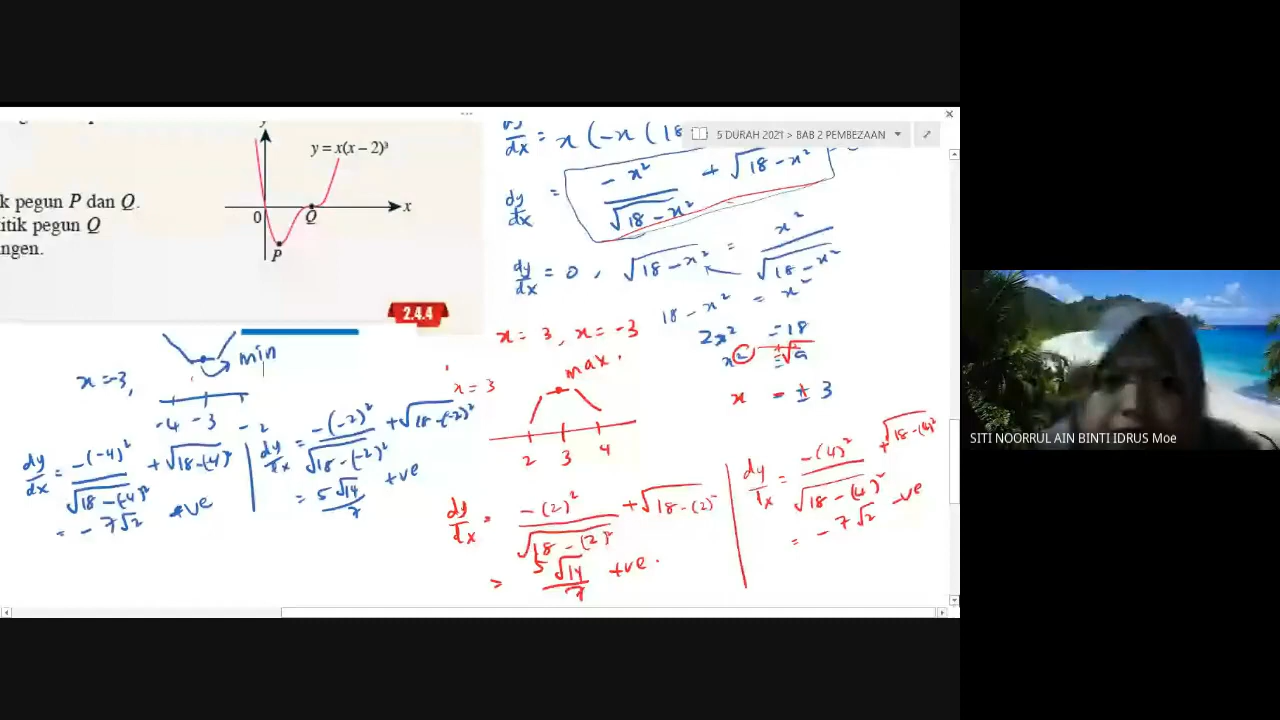 y = x(x – 2)³
x
0
Q
P
k pegun P dan Q.
itik pegun Q
ngen.
2.4.4
5 DURAH 2021 > BAB 2 PEMBEZAAN
dy/dx = x (-x (18
dy/dx = -x²/√18-x² + √18-x²
dy/dx = 0, √18-x² = x²/√18-x²
18-x² = x²
2x² = 18
x = ± 3
x = 3, x = -3
min
x=-3,
-4 -3 -2
dy/dx = -(-4)²/√18-(-4)² + √18-(-4)²
= -7√2
dy/dx = -(-2)²/√18-(-2)² + √18-(-2)²
= 5√14/7 +ve
x = 3
max.
2 3 4
dy/dx = -(2)²/√18-(2)² + √18-(2)²
= 5√14/7 +ve.
dy/dx = -(4)²/√18-(4)² + √18-(4)²
= -7√2 -ve
SITI NOORRUL AIN BINTI IDRUS Moe